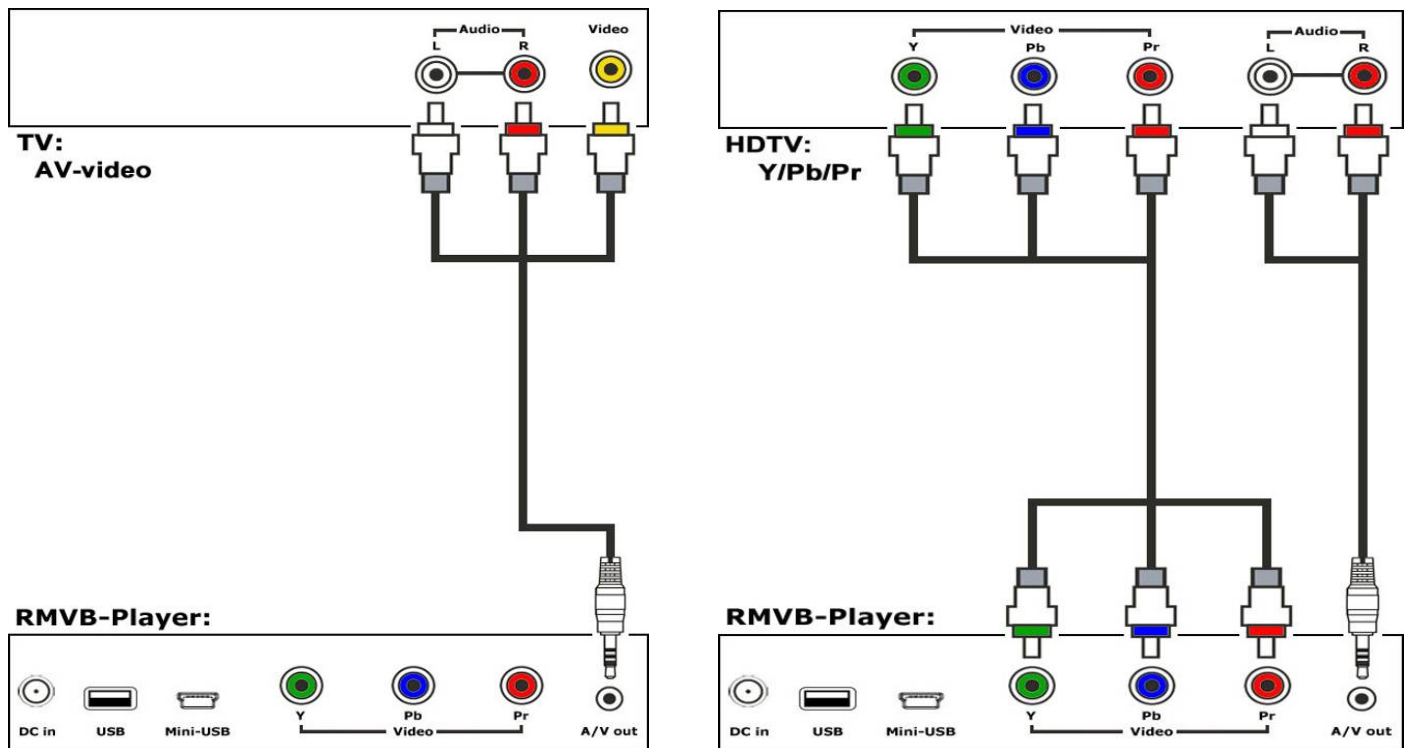 Audio Video
L R
TV:
AV-video
RMVB-Player:
DC in USB Mini-USB Y Pb Pr A/V out
Video
Video Audio
Y Pb Pr L R
HDTV:
Y/Pb/Pr
RMVB-Player:
DC in USB Mini-USB Y Pb Pr A/V out
Video